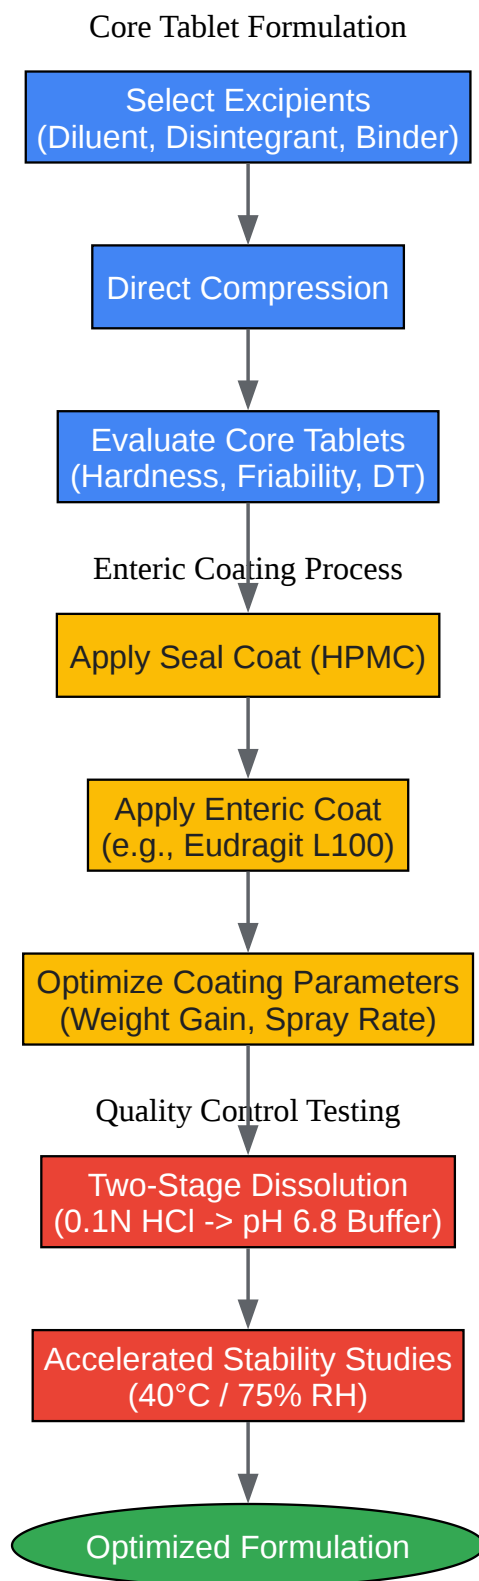 Core Tablet Formulation
Select Excipients
(Diluent, Disintegrant, Binder)
Direct Compression
Evaluate Core Tablets
(Hardness, Friability, DT)
Enteric Coating Process
Apply Seal Coat (HPMC)
Apply Enteric Coat
(e.g., Eudragit L100)
Optimize Coating Parameters
(Weight Gain, Spray Rate)
Quality Control Testing
Two-Stage Dissolution
(0.1N HCl -> pH 6.8 Buffer)
Accelerated Stability Studies
(40°C / 75% RH)
Optimized Formulation